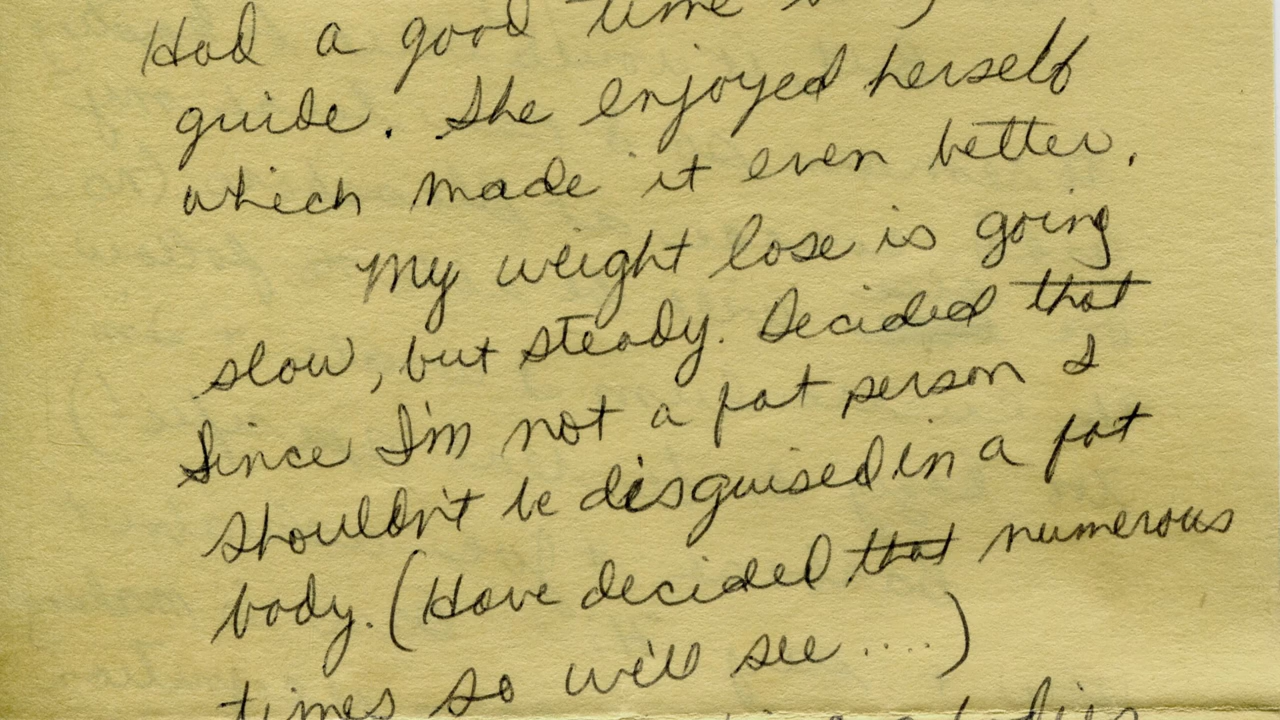 Had a good time
guide. She enjoyed herself
which made it even better.
My weight lose is going
slow, but steady. Decided that
Since I'm not a fat person I
shouldn't be disguised in a fat
body. (Have decided that numerous
times so we'll see ....)